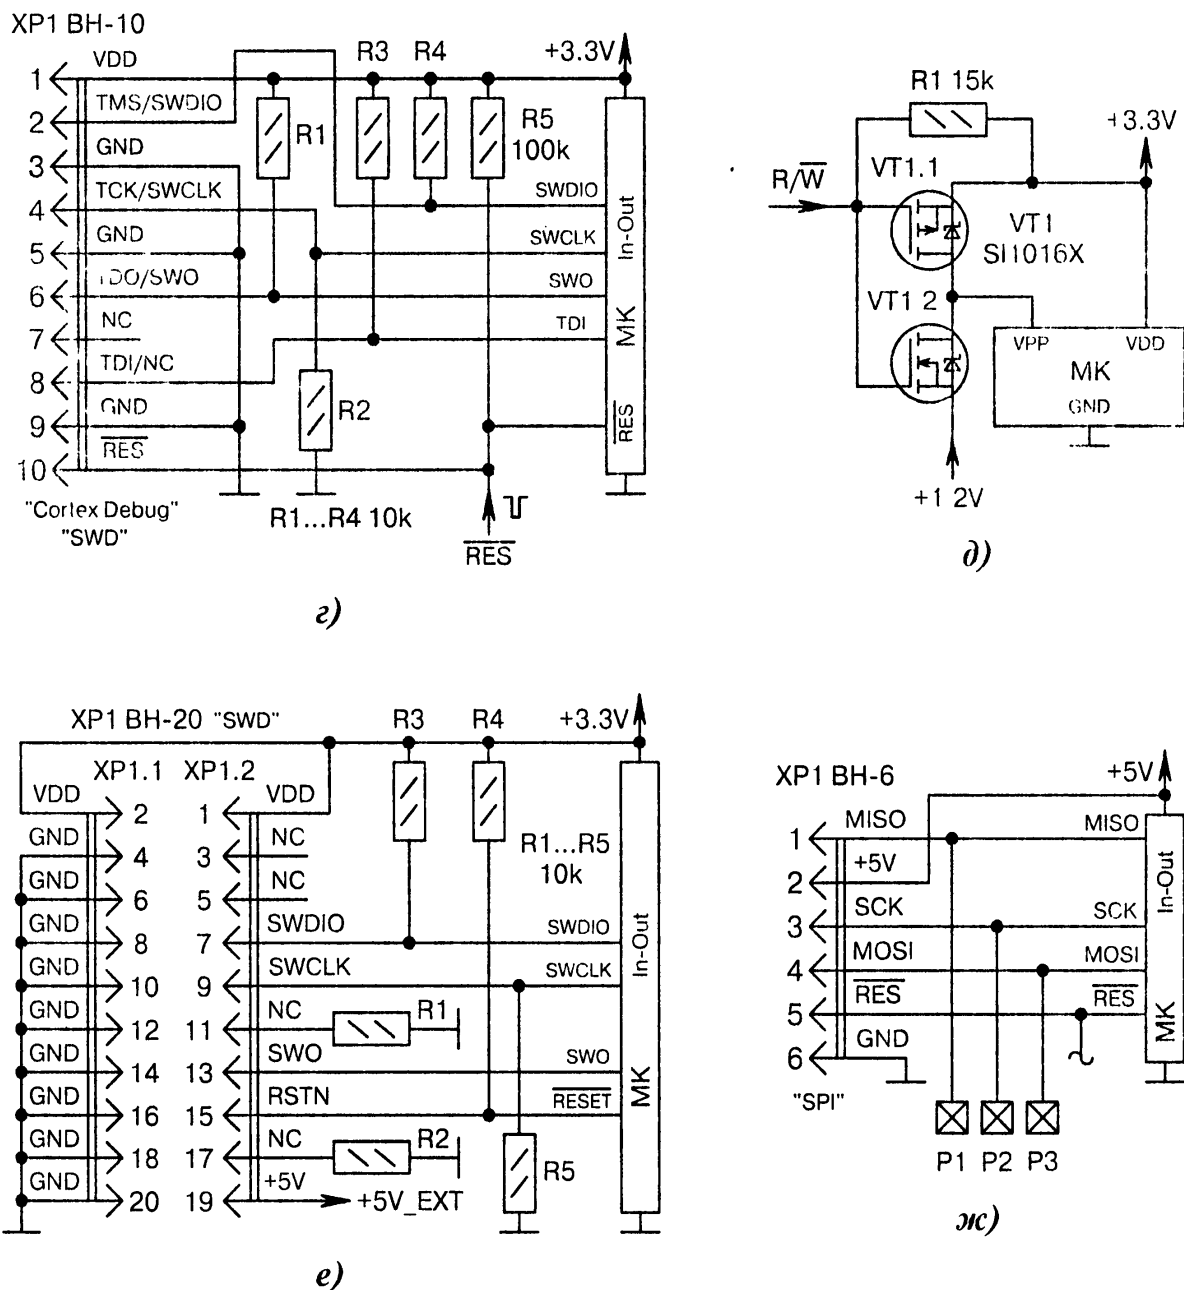 XP1 BH-10
VDD
R3 R4
+3.3V
1
TMS/SWDIO
2
R1
R5
100k
GND
3
TCK/SWCLK
4
SWDIO
In-Out
GND
5
SWCLK
TDO/SWO
6
SWO
NC
7
TDI
MK
TDI/NC
8
R2
GND
9
RES
RES
10
"Cortex Debug"
"SWD"
R1...R4 10k
RES
г)
R1 15k
+3.3V
R/W
VT1.1
VT1
SI1016X
VT1 2
VPP VDD
MK
GND
+1 2V
д)
XP1 BH-20 "SWD"
R3 R4
+3.3V
XP1.1 XP1.2
VDD 2 1 VDD
GND 4 3 NC
R1...R5
10k
GND 6 5 NC
GND 8 7 SWDIO SWDIO
In-Out
GND 10 9 SWCLK SWCLK
GND 12 11 NC R1
GND 14 13 SWO SWO
MK
GND 16 15 RSTN RESET
GND 18 17 NC R2
R5
GND 20 19 +5V +5V_EXT
е)
XP1 BH-6
+5V
1 MISO MISO
2 +5V
In-Out
3 SCK SCK
4 MOSI MOSI
5 RES RES
MK
6 GND
"SPI"
P1 P2 P3
ж)